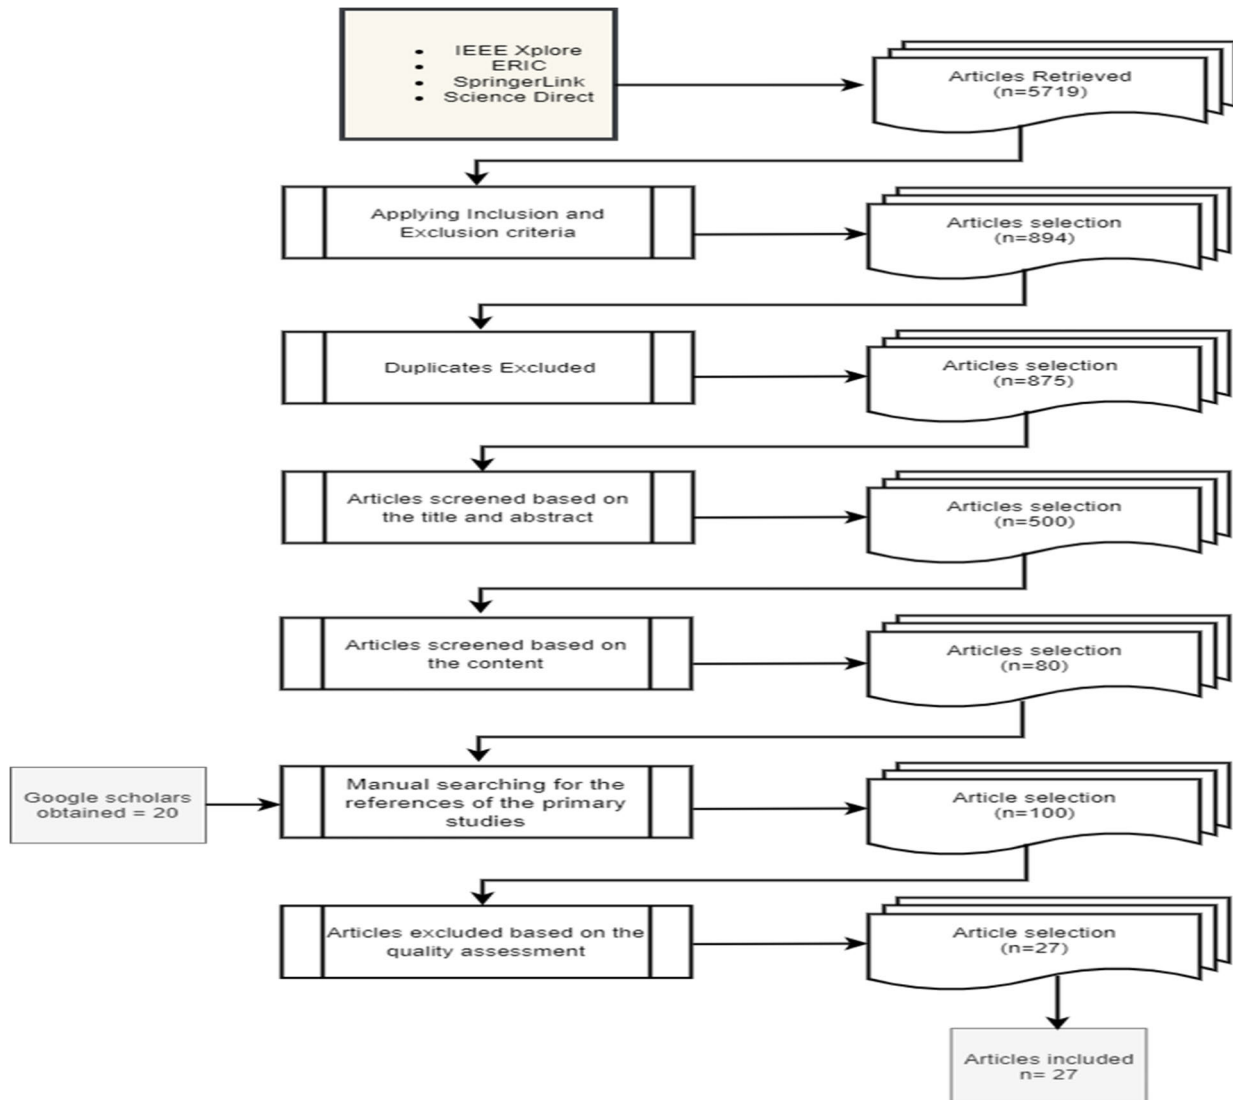 • IEEE Xplore
• ERIC
• SpringerLink
• Science Direct
Articles Retrieved
(n=5719)
Applying Inclusion and
Exclusion criteria
Articles selection
(n=894)
Duplicates Excluded
Articles selection
(n=875)
Articles screened based on
the title and abstract
Articles selection
(n=500)
Articles screened based on
the content
Articles selection
(n=80)
Google scholars
obtained = 20
Manual searching for the
references of the primary
studies
Article selection
(n=100)
Articles excluded based on the
quality assessment
Article selection
(n=27)
Articles included
n= 27